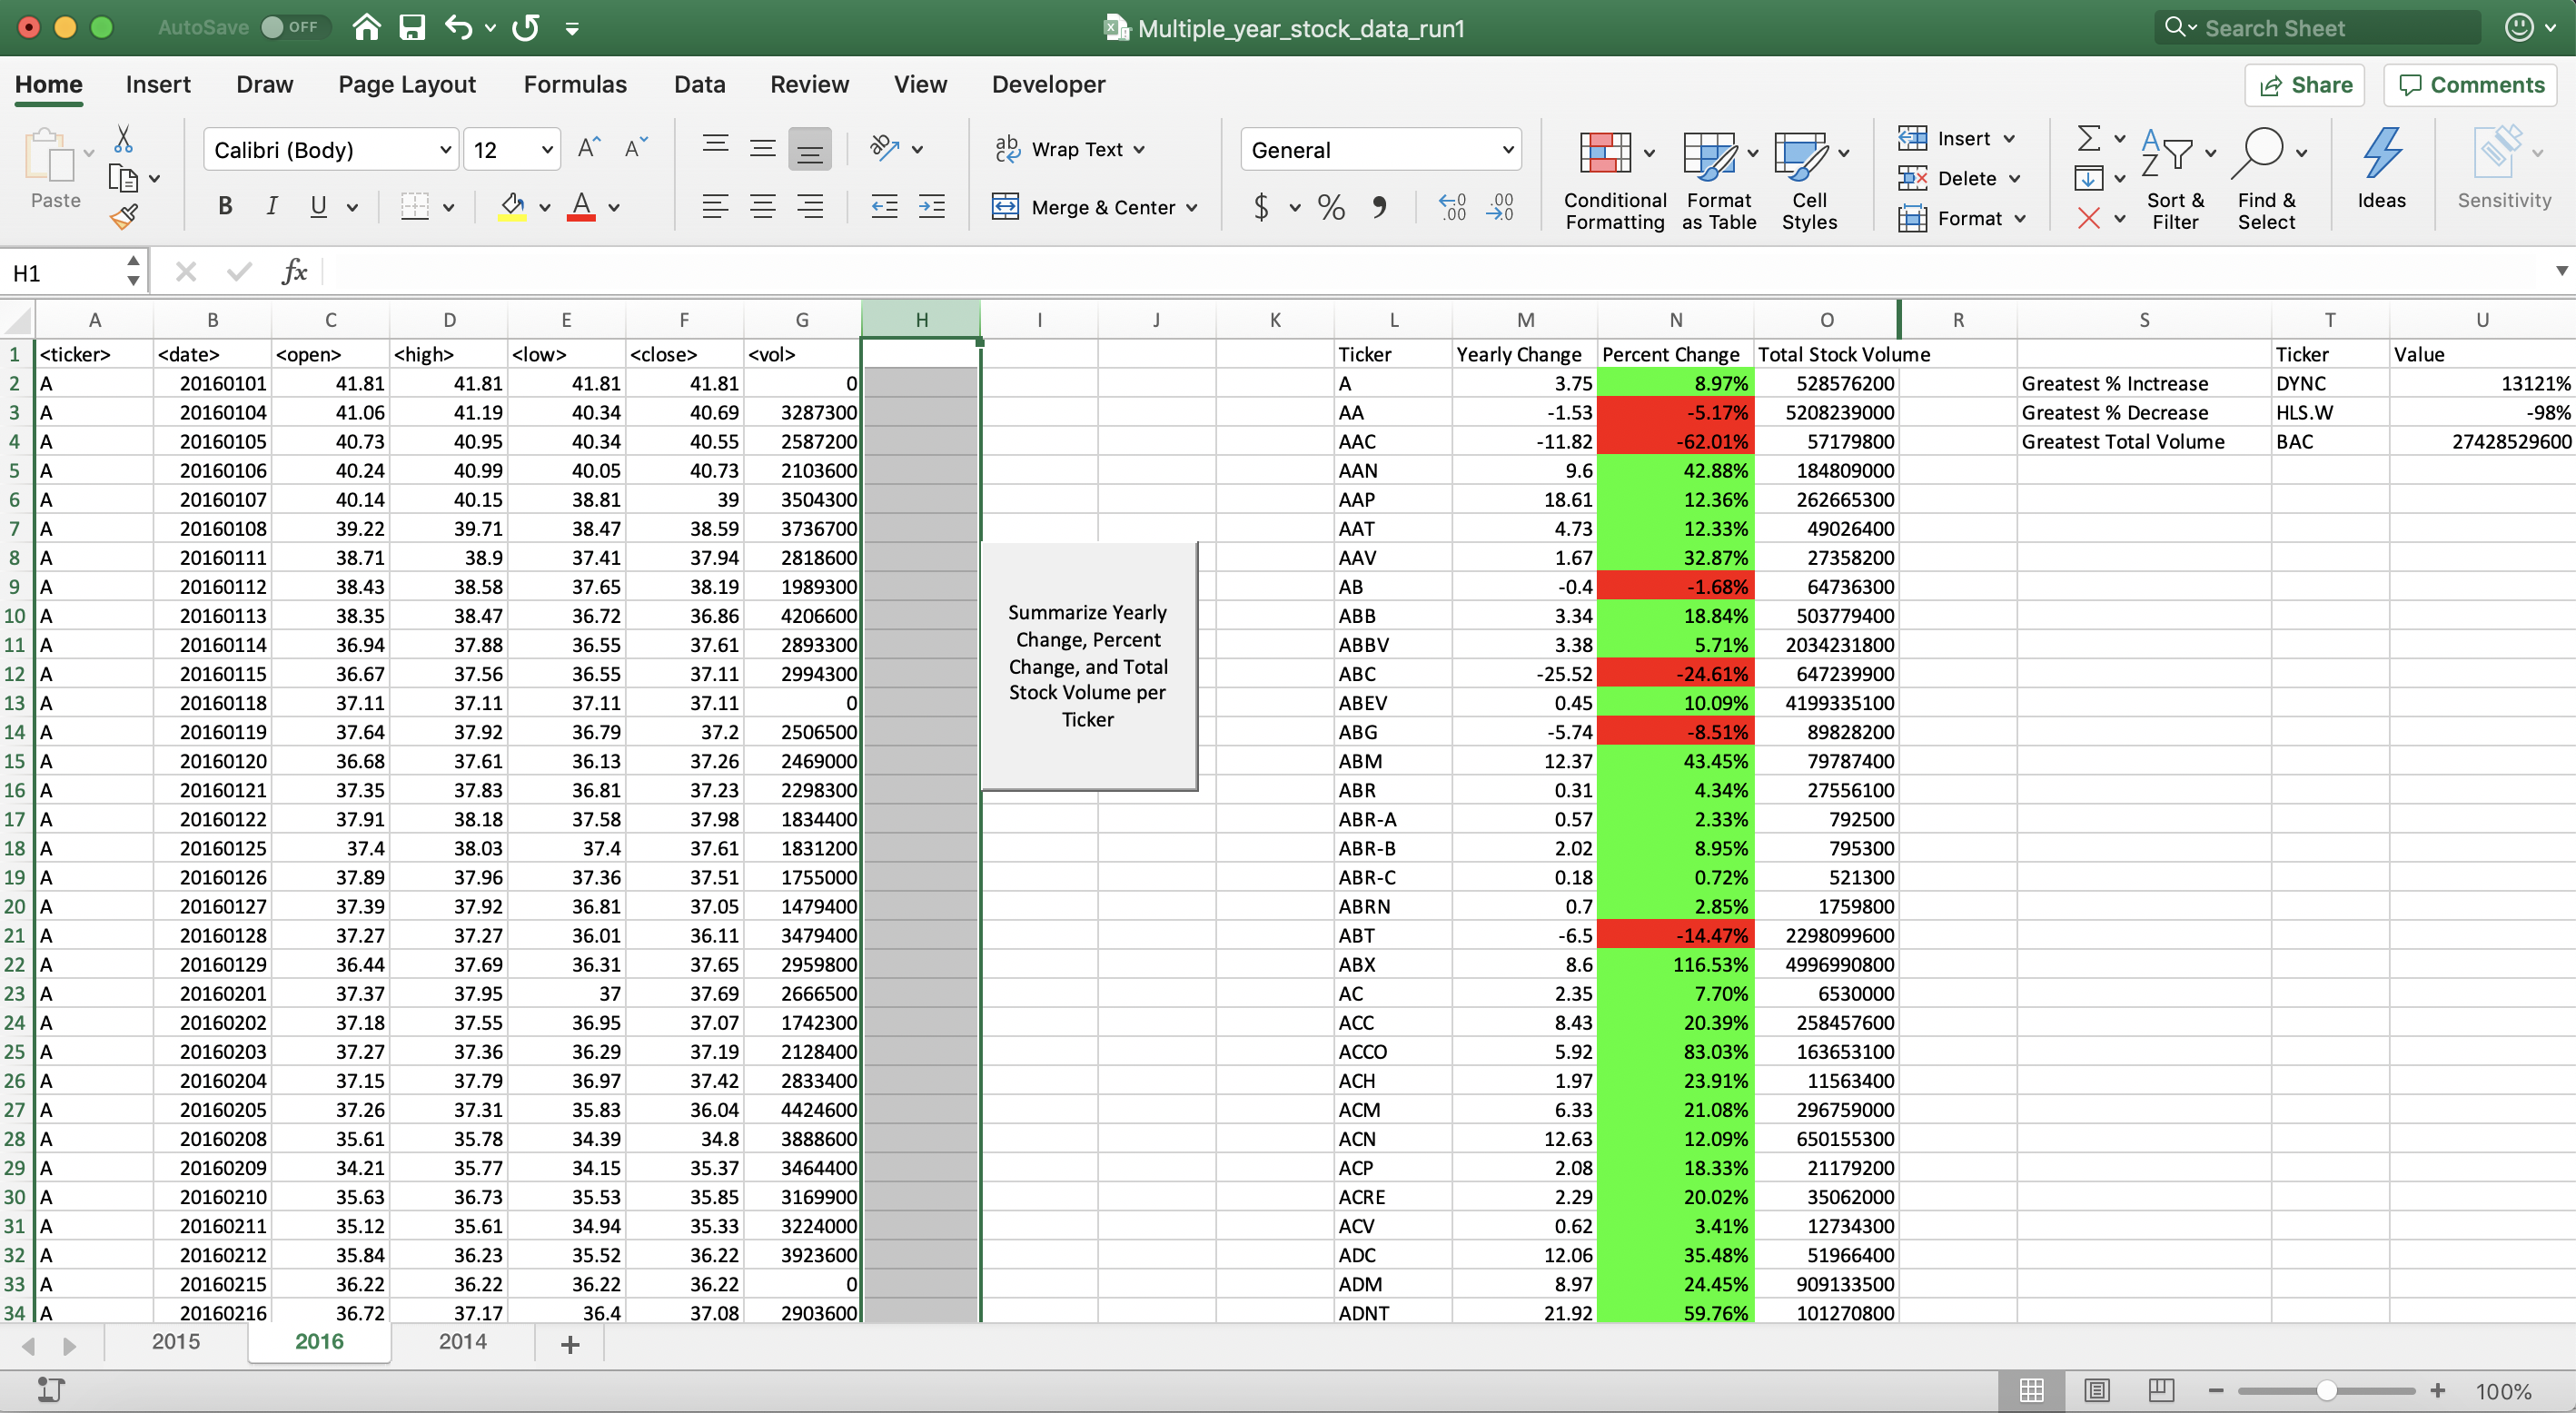 AutoSave OFF Multiple_year_stock_data_run1 Search Sheet
Home Insert Draw Page Layout Formulas Data Review View Developer Share Comments
Paste Calibri (Body) 12 A A ab c Wrap Text General Insert
B I U A Merge & Center $ % .0 .00 .00 .0 Conditional Formatting Format as Table Cell Styles Delete Format A Z Sort & Filter Find & Select Ideas Sensitivity
H1 fx
A B C D E F G H I J K L M N O R S T U
1 <ticker> <date> <open> <high> <low> <close> <vol> Ticker Yearly Change Percent Change Total Stock Volume Ticker Value
2 A 20160101 41.81 41.81 41.81 41.81 0 A 3.75 8.97% 528576200 Greatest % Inctrease DYNC 13121%
3 A 20160104 41.06 41.19 40.34 40.69 3287300 AA -1.53 -5.17% 5208239000 Greatest % Decrease HLS.W -98%
4 A 20160105 40.73 40.95 40.34 40.55 2587200 AAC -11.82 -62.01% 57179800 Greatest Total Volume BAC 27428529600
5 A 20160106 40.24 40.99 40.05 40.73 2103600 AAN 9.6 42.88% 184809000
6 A 20160107 40.14 40.15 38.81 39 3504300 AAP 18.61 12.36% 262665300
7 A 20160108 39.22 39.71 38.47 38.59 3736700 AAT 4.73 12.33% 49026400
8 A 20160111 38.71 38.9 37.41 37.94 2818600 AAV 1.67 32.87% 27358200
9 A 20160112 38.43 38.58 37.65 38.19 1989300 AB -0.4 -1.68% 64736300
10 A 20160113 38.35 38.47 36.72 36.86 4206600 ABB 3.34 18.84% 503779400
11 A 20160114 36.94 37.88 36.55 37.61 2893300 ABBV 3.38 5.71% 2034231800
12 A 20160115 36.67 37.56 36.55 37.11 2994300 ABC -25.52 -24.61% 647239900
13 A 20160118 37.11 37.11 37.11 37.11 0 ABEV 0.45 10.09% 4199335100
14 A 20160119 37.64 37.92 36.79 37.2 2506500 ABG -5.74 -8.51% 89828200
15 A 20160120 36.68 37.61 36.13 37.26 2469000 ABM 12.37 43.45% 79787400
16 A 20160121 37.35 37.83 36.81 37.23 2298300 ABR 0.31 4.34% 27556100
17 A 20160122 37.91 38.18 37.58 37.98 1834400 ABR-A 0.57 2.33% 792500
18 A 20160125 37.4 38.03 37.4 37.61 1831200 ABR-B 2.02 8.95% 795300
19 A 20160126 37.89 37.96 37.36 37.51 1755000 ABR-C 0.18 0.72% 521300
20 A 20160127 37.39 37.92 36.81 37.05 1479400 ABRN 0.7 2.85% 1759800
21 A 20160128 37.27 37.27 36.01 36.11 3479400 ABT -6.5 -14.47% 2298099600
22 A 20160129 36.44 37.69 36.31 37.65 2959800 ABX 8.6 116.53% 4996990800
23 A 20160201 37.37 37.95 37 37.69 2666500 AC 2.35 7.70% 6530000
24 A 20160202 37.18 37.55 36.95 37.07 1742300 ACC 8.43 20.39% 258457600
25 A 20160203 37.27 37.36 36.29 37.19 2128400 ACCO 5.92 83.03% 163653100
26 A 20160204 37.15 37.79 36.97 37.42 2833400 ACH 1.97 23.91% 11563400
27 A 20160205 37.26 37.31 35.83 36.04 4424600 ACM 6.33 21.08% 296759000
28 A 20160208 35.61 35.78 34.39 34.8 3888600 ACN 12.63 12.09% 650155300
29 A 20160209 34.21 35.77 34.15 35.37 3464400 ACP 2.08 18.33% 21179200
30 A 20160210 35.63 36.73 35.53 35.85 3169900 ACRE 2.29 20.02% 35062000
31 A 20160211 35.12 35.61 34.94 35.33 3224000 ACV 0.62 3.41% 12734300
32 A 20160212 35.84 36.23 35.52 36.22 3923600 ADC 12.06 35.48% 51966400
33 A 20160215 36.22 36.22 36.22 36.22 0 ADM 8.97 24.45% 909133500
34 A 20160216 36.72 37.17 36.4 37.08 2903600 ADNT 21.92 59.76% 101270800
Summarize Yearly
Change, Percent
Change, and Total
Stock Volume per
Ticker
2015 2016 2014 +
100%